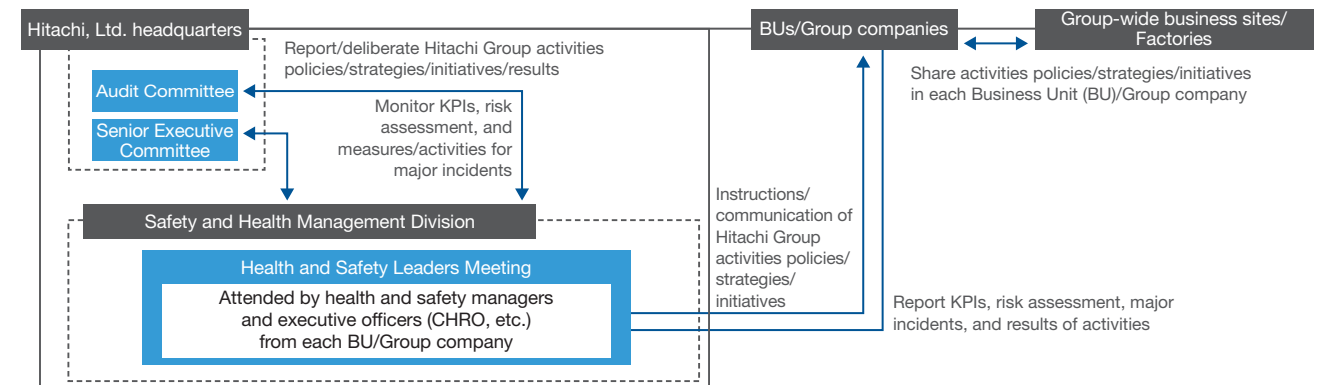 Hitachi, Ltd. headquarters
BUs/Group companies
Group-wide business sites/
Factories
Report/deliberate Hitachi Group activities
policies/strategies/initiatives/results
Share activities policies/strategies/initiatives
in each Business Unit (BU)/Group company
Audit Committee
Senior Executive
Committee
Monitor KPIs, risk
assessment, and
measures/activities for
major incidents
Safety and Health Management Division
Health and Safety Leaders Meeting
Attended by health and safety managers
and executive officers (CHRO, etc.)
from each BU/Group company
Instructions/
communication of
Hitachi Group
activities policies/
strategies/
initiatives
Report KPIs, risk assessment, major
incidents, and results of activities